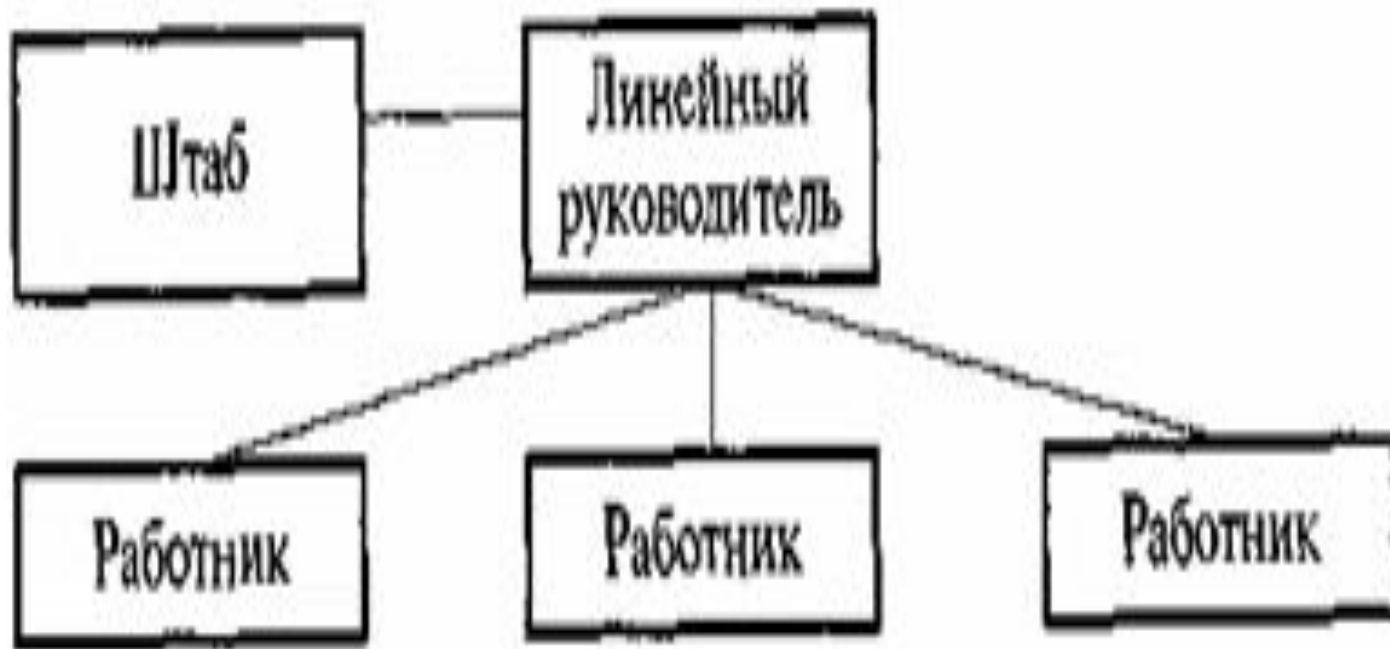 Штаб
Линейный
руководитель
Работник
Работник
Работник